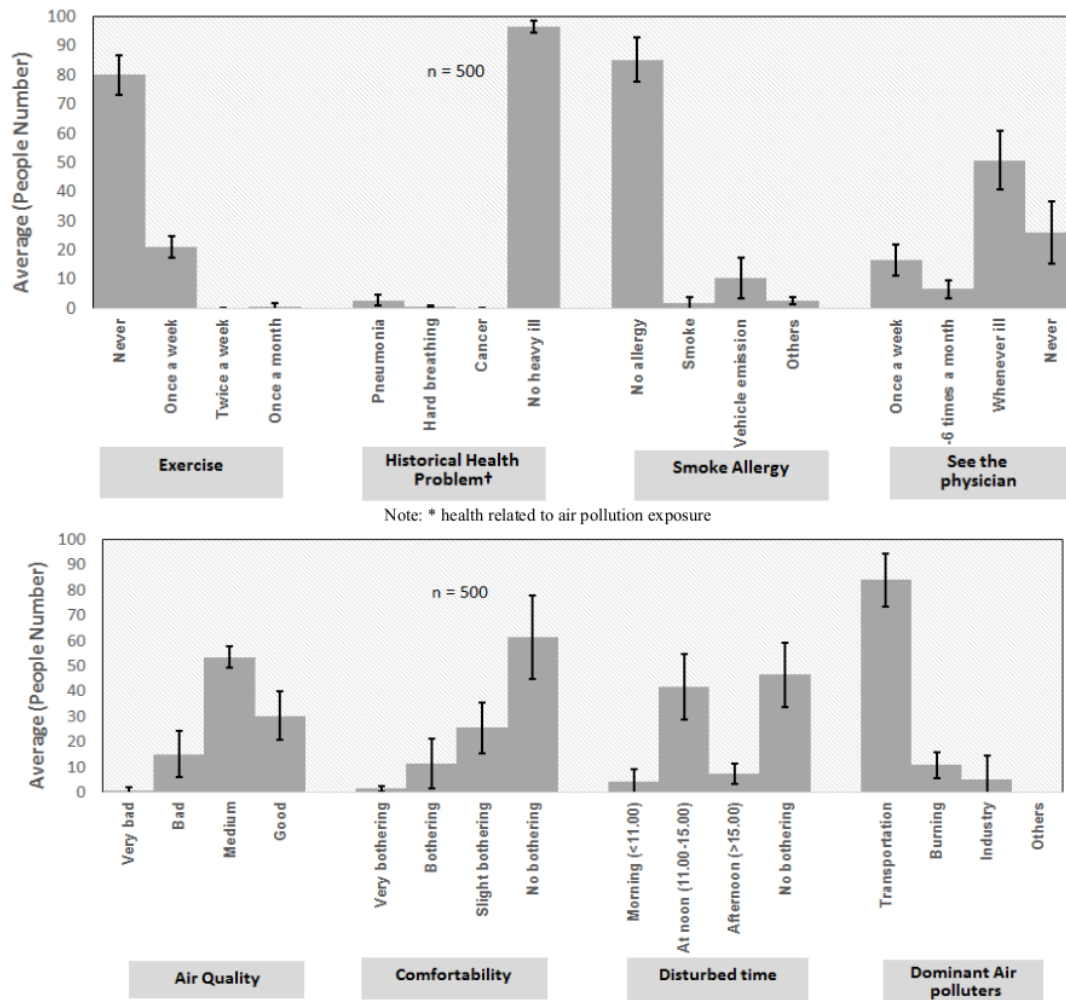 100
90
80
70
60
50
40
30
20
10
0
Average (People Number)
n = 500
Never
Once a week
Twice a week
Once a month
Pneumonia
Hard breathing
Cancer
No heavy ill
No allergy
Smoke
Vehicle emission
Others
Once a week
-6 times a month
Whenever ill
Never
Exercise
Historical Health
Problem†
Smoke Allergy
See the
physician
Note: * health related to air pollution exposure
100
90
80
70
60
50
40
30
20
10
0
Average (People Number)
n = 500
Very bad
Bad
Medium
Good
Very bothering
Bothering
Slight bothering
No bothering
Morning (<11.00)
At noon (11.00-15.00)
Afternoon (>15.00)
No bothering
Transportation
Burning
Industry
Others
Air Quality
Comfortability
Disturbed time
Dominant Air
polluters